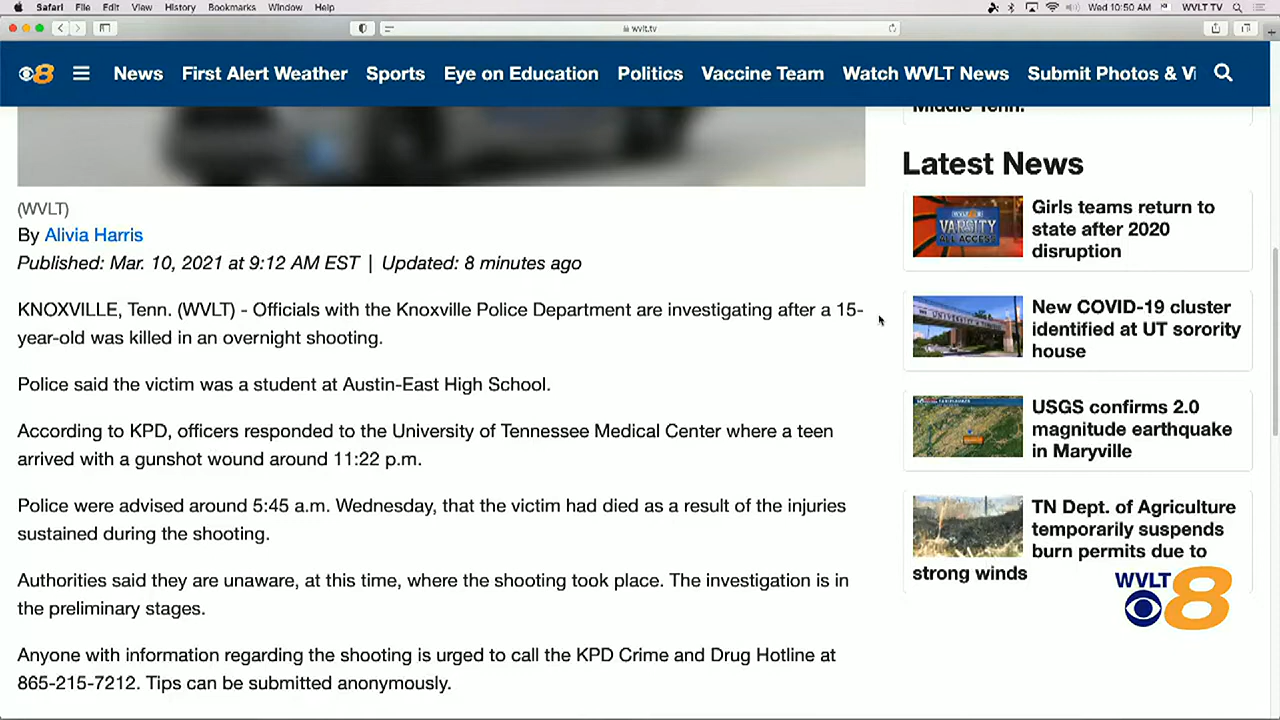 Safari File Edit View History Bookmarks Window Help Wed 10:50 AM WVLT TV
wvlt.tv
8 News First Alert Weather Sports Eye on Education Politics Vaccine Team Watch WVLT News Submit Photos & Vi
Middle Tenn.
(WVLT)
By Alivia Harris
Published: Mar. 10, 2021 at 9:12 AM EST | Updated: 8 minutes ago
KNOXVILLE, Tenn. (WVLT) - Officials with the Knoxville Police Department are investigating after a 15-
year-old was killed in an overnight shooting.
Police said the victim was a student at Austin-East High School.
According to KPD, officers responded to the University of Tennessee Medical Center where a teen
arrived with a gunshot wound around 11:22 p.m.
Police were advised around 5:45 a.m. Wednesday, that the victim had died as a result of the injuries
sustained during the shooting.
Authorities said they are unaware, at this time, where the shooting took place. The investigation is in
the preliminary stages.
Anyone with information regarding the shooting is urged to call the KPD Crime and Drug Hotline at
865-215-7212. Tips can be submitted anonymously.
Latest News
VARSITY
ALL ACCESS
Girls teams return to
state after 2020
disruption
New COVID-19 cluster
identified at UT sorority
house
USGS confirms 2.0
magnitude earthquake
in Maryville
TN Dept. of Agriculture
temporarily suspends
burn permits due to
strong winds
WVLT
8